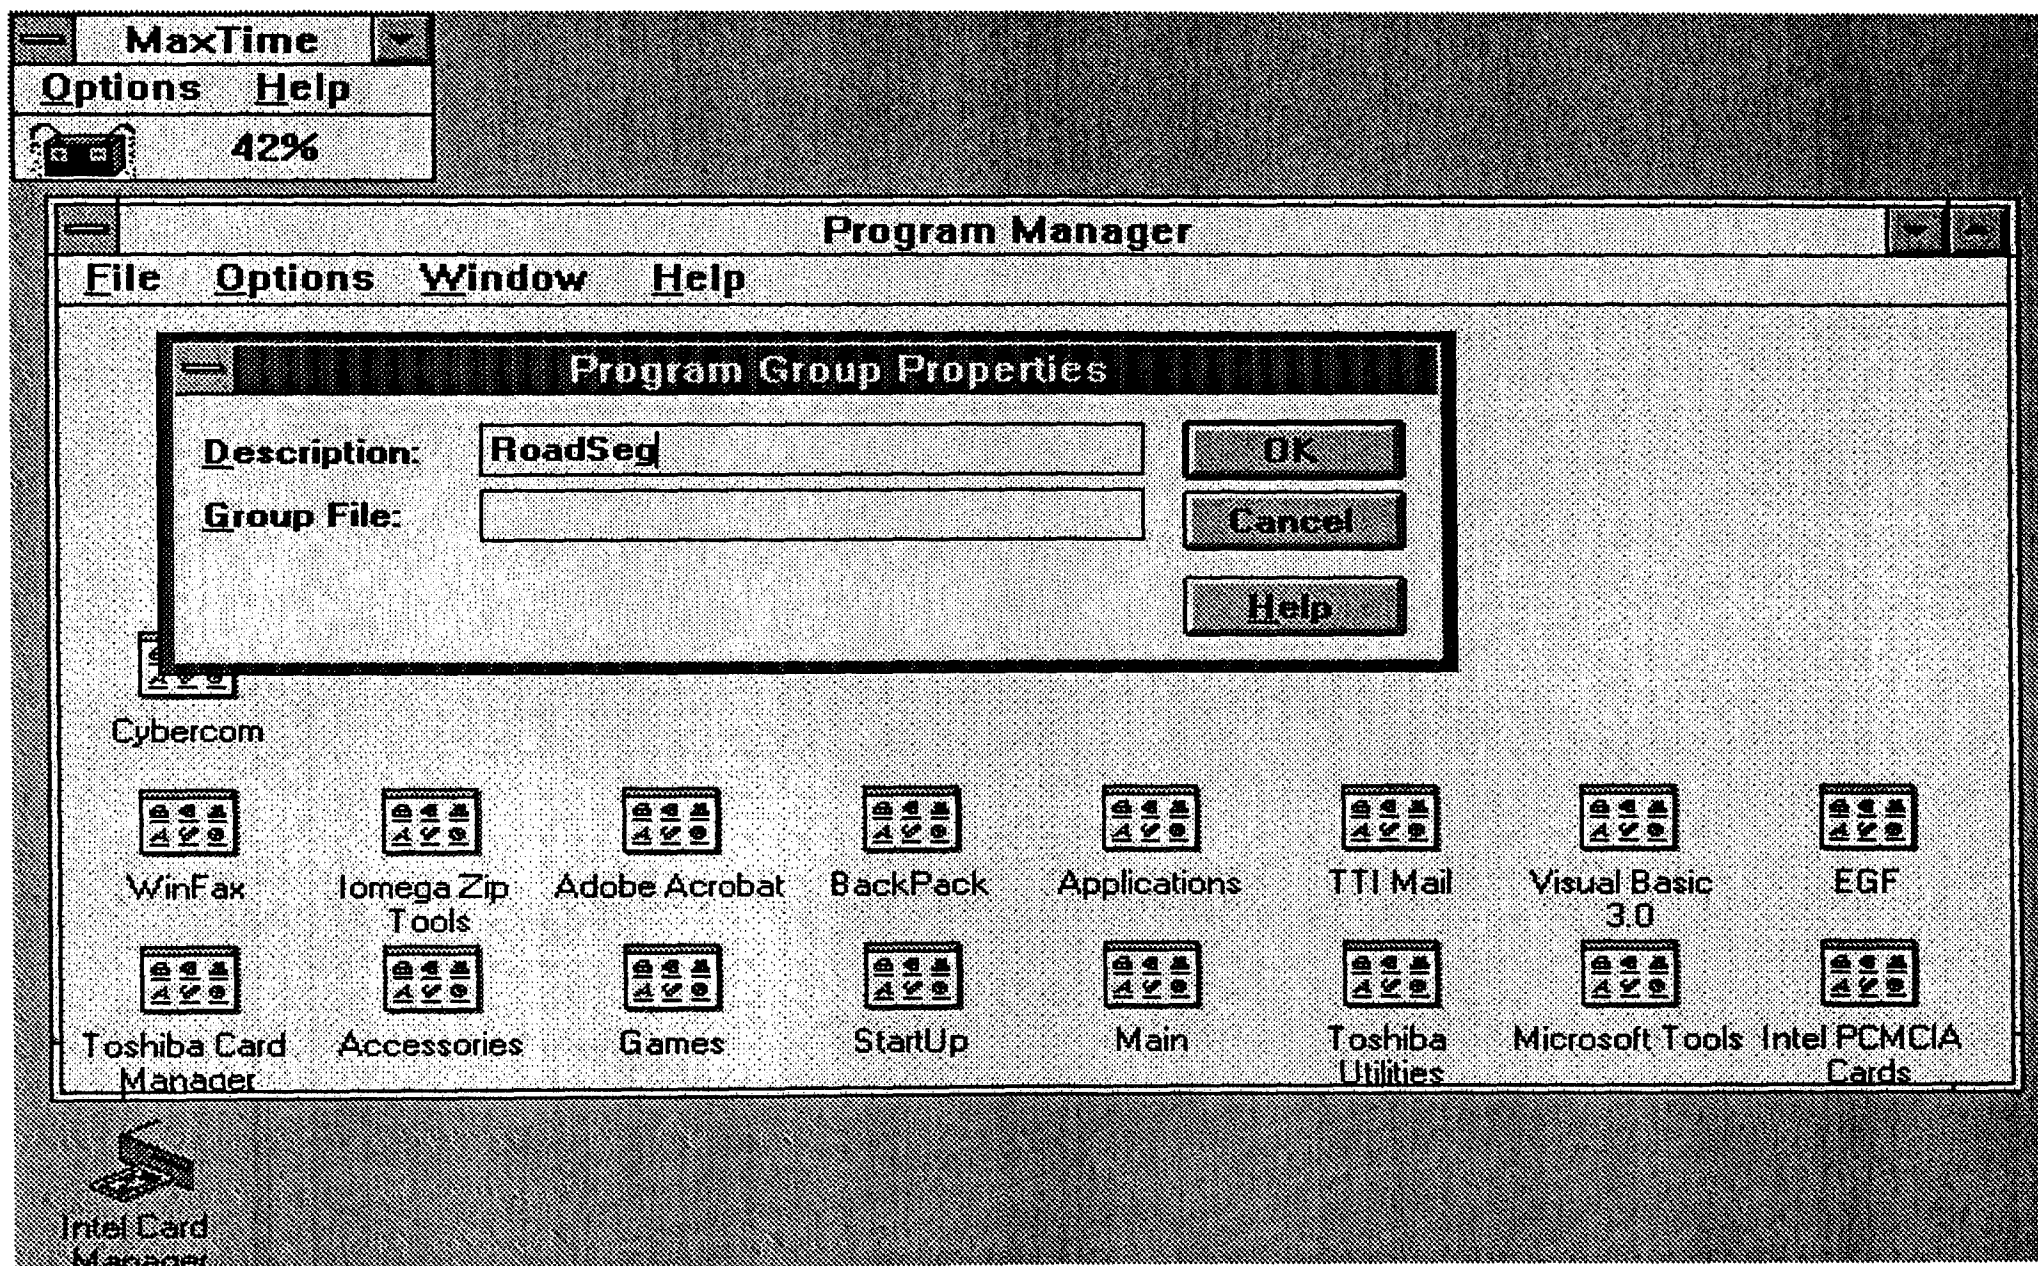 MaxTime
Options Help
42%
Program Manager
File Options Window Help
Program Group Properties
Description: RoadSeg OK
Group File: Cancel
Help
Cybercom
WinFax Iomega Zip Adobe Acrobat BackPack Applications TTI Mail Visual Basic EGF
Tools 3.0
Toshiba Card Accessories Games StartUp Main Toshiba Microsoft Tools Intel PCMCIA
Manager Utilities Cards
Intel Card
Manager